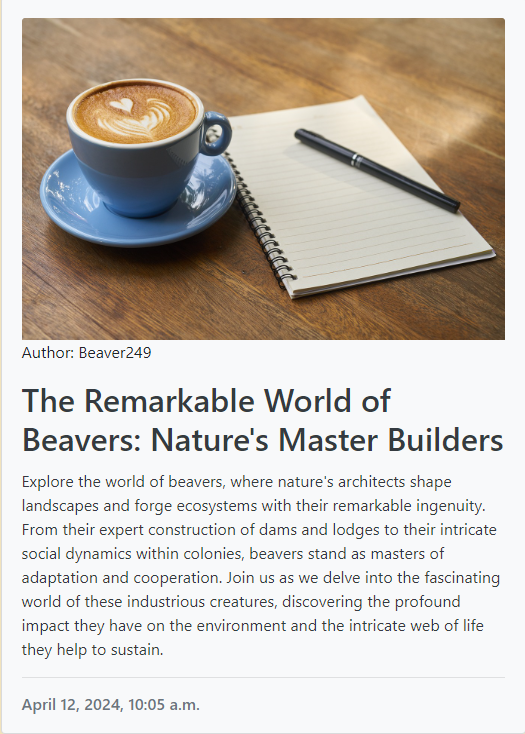 Author: Beaver249
The Remarkable World of
Beavers: Nature's Master Builders
Explore the world of beavers, where nature's architects shape
landscapes and forge ecosystems with their remarkable ingenuity.
From their expert construction of dams and lodges to their intricate
social dynamics within colonies, beavers stand as masters of
adaptation and cooperation. Join us as we delve into the fascinating
world of these industrious creatures, discovering the profound
impact they have on the environment and the intricate web of life
they help to sustain.
April 12, 2024, 10:05 a.m.